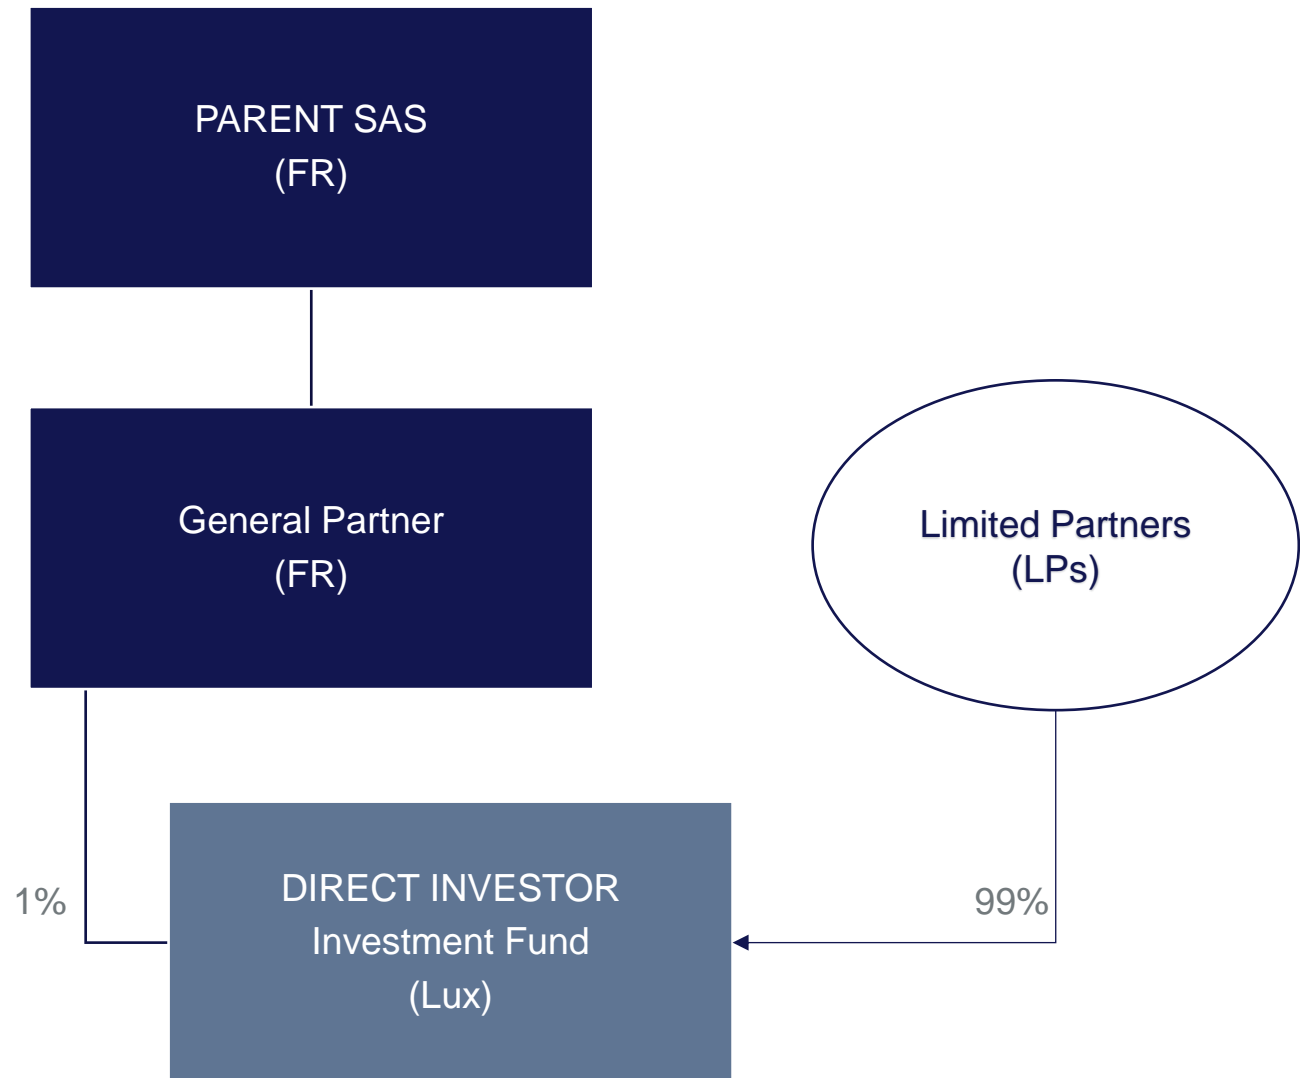 PARENT SAS
(FR)
General Partner
(FR)
Limited Partners
(LPs)
1%
DIRECT INVESTOR
Investment Fund
(Lux)
99%